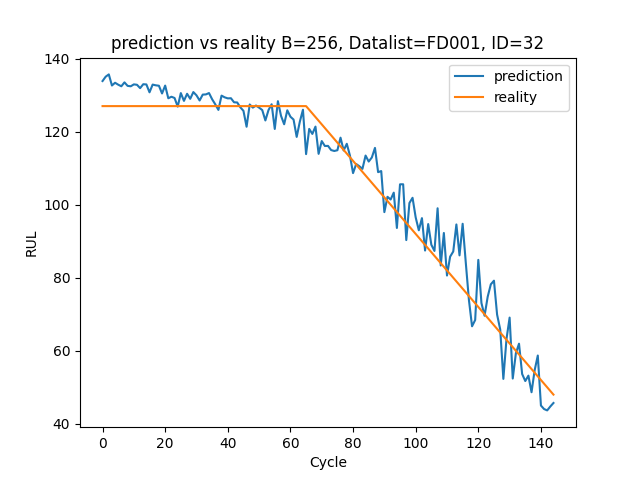 prediction vs reality B=256, Datalist=FD001, ID=32
prediction
reality
140
120
100
80
60
40
RUL
0 20 40 60 80 100 120 140
Cycle